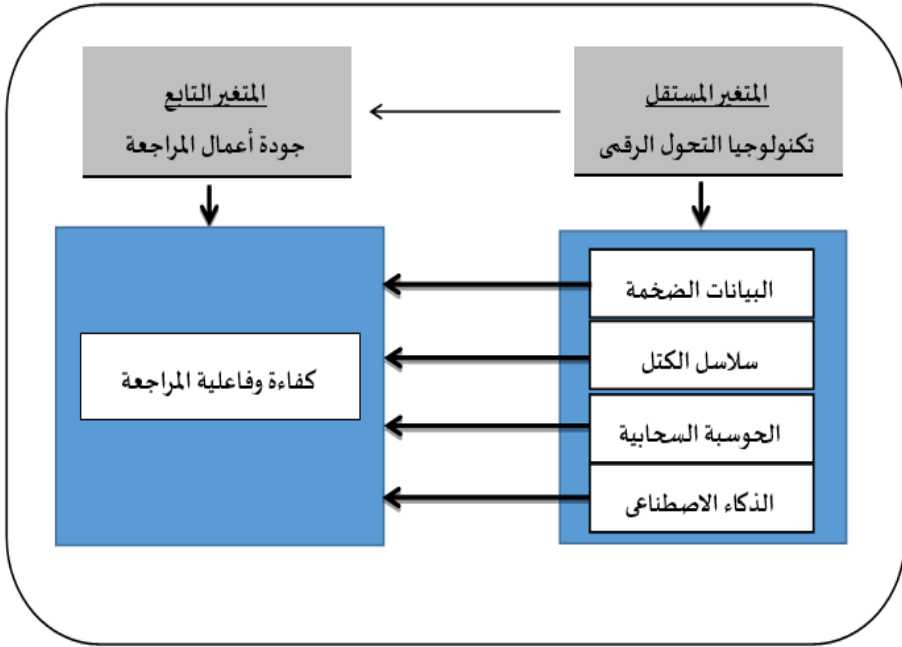 المتغير المستقل
تكنولوجيا التحول الرقمى
المتغير التابع
جودة أعمال المراجعة
البيانات الضخمة
سلاسل الكتل
الحوسبة السحابية
الذكاء الاصطناعى
كفاءة وفاعلية المراجعة